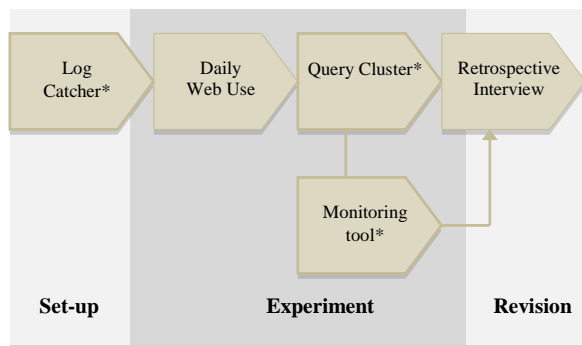 Log
Catcher*
Daily
Web Use
Query Cluster*
Retrospective
Interview
Monitoring
tool*
Set-up
Experiment
Revision